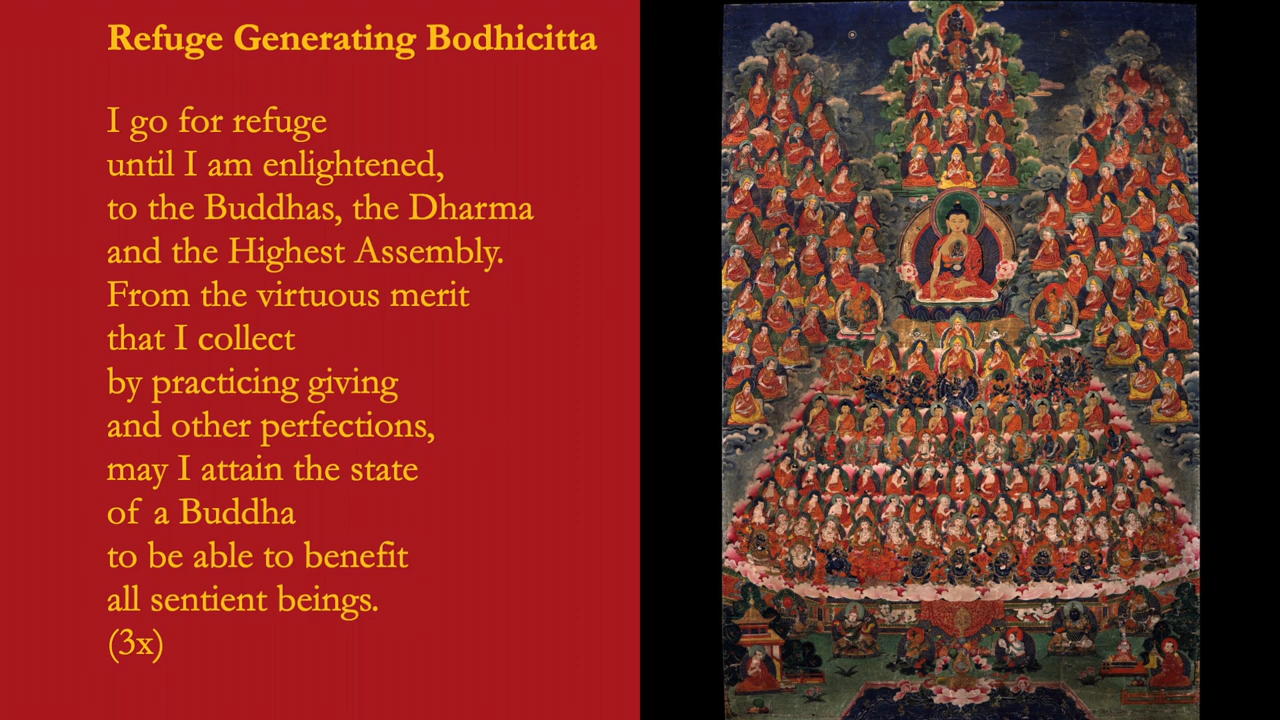 Refuge Generating Bodhicitta
I go for refuge
until I am enlightened,
to the Buddhas, the Dharma
and the Highest Assembly.
From the virtuous merit
that I collect
by practicing giving
and other perfections,
may I attain the state
of a Buddha
to be able to benefit
all sentient beings.
(3x)